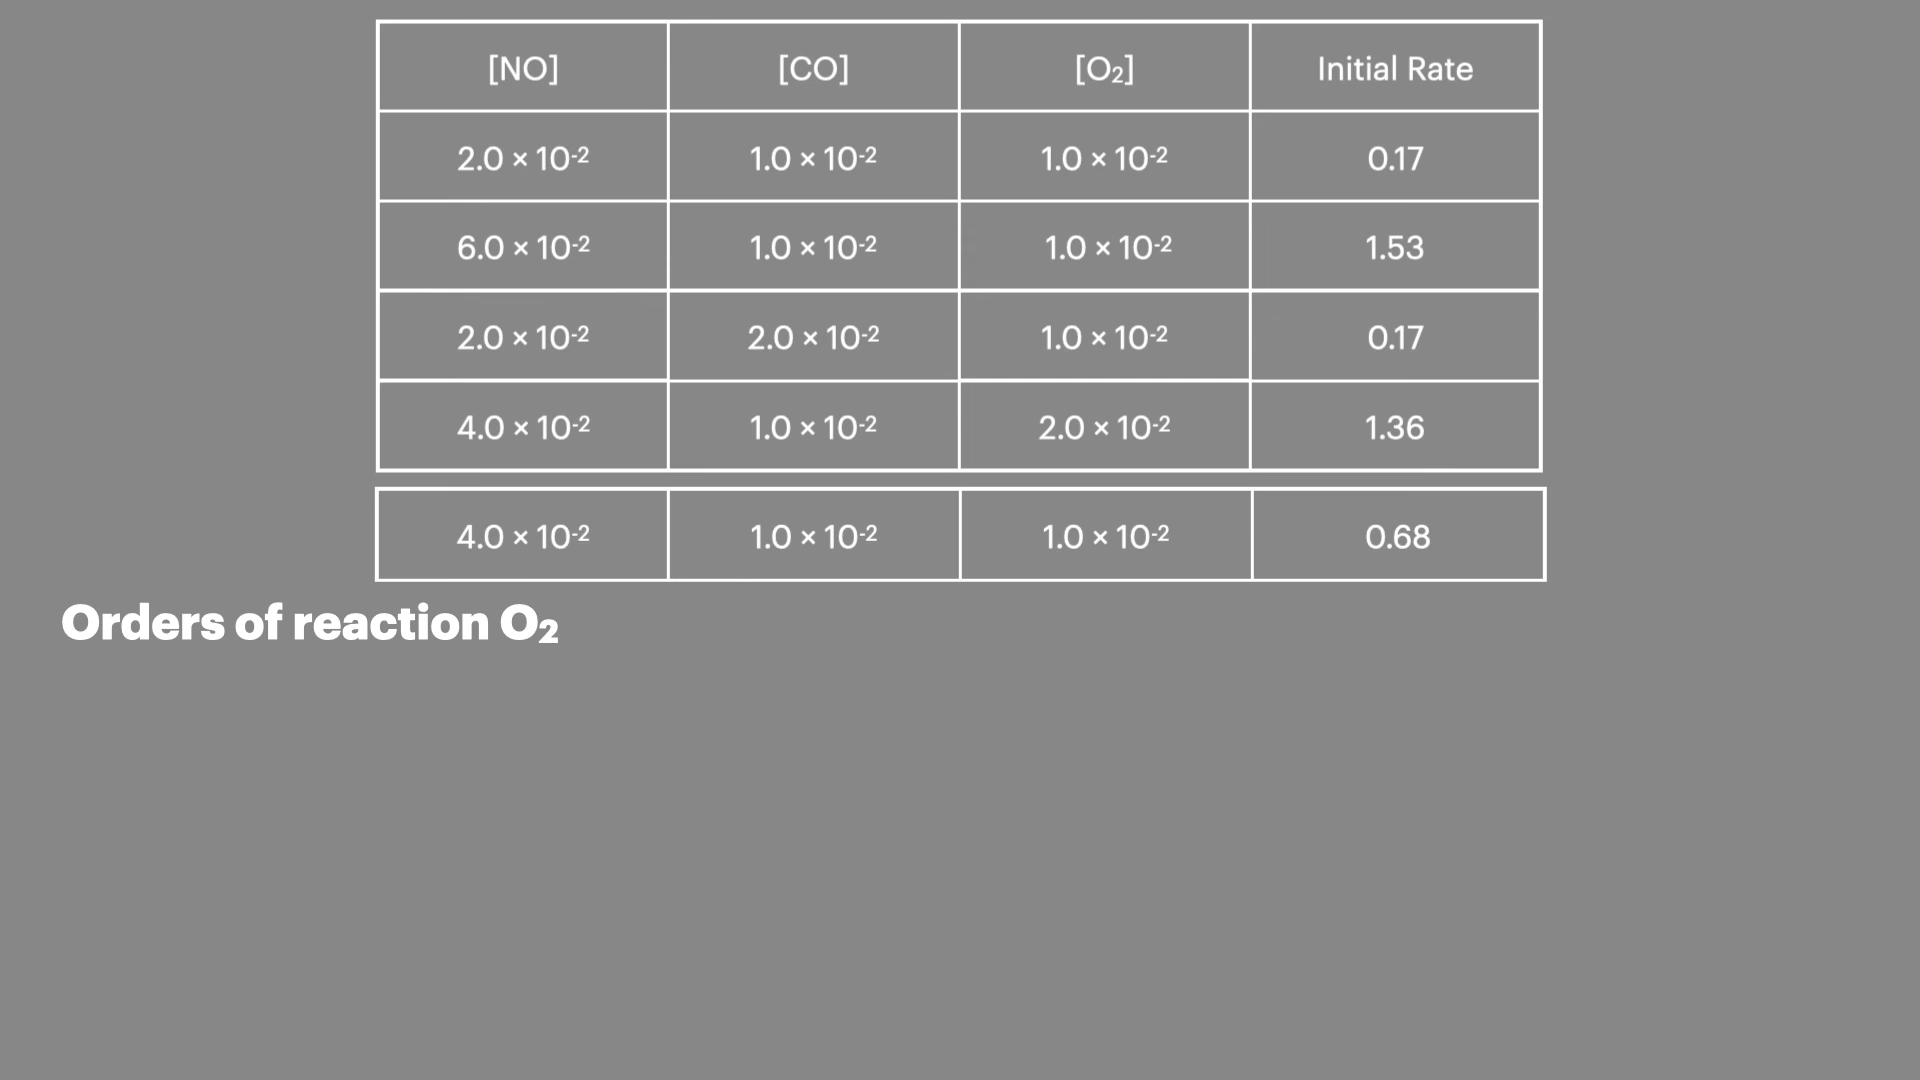 [NO] [CO] [O₂] Initial Rate
2.0 × 10⁻² 1.0 × 10⁻² 1.0 × 10⁻² 0.17
6.0 × 10⁻² 1.0 × 10⁻² 1.0 × 10⁻² 1.53
2.0 × 10⁻² 2.0 × 10⁻² 1.0 × 10⁻² 0.17
4.0 × 10⁻² 1.0 × 10⁻² 2.0 × 10⁻² 1.36
4.0 × 10⁻² 1.0 × 10⁻² 1.0 × 10⁻² 0.68
Orders of reaction O₂